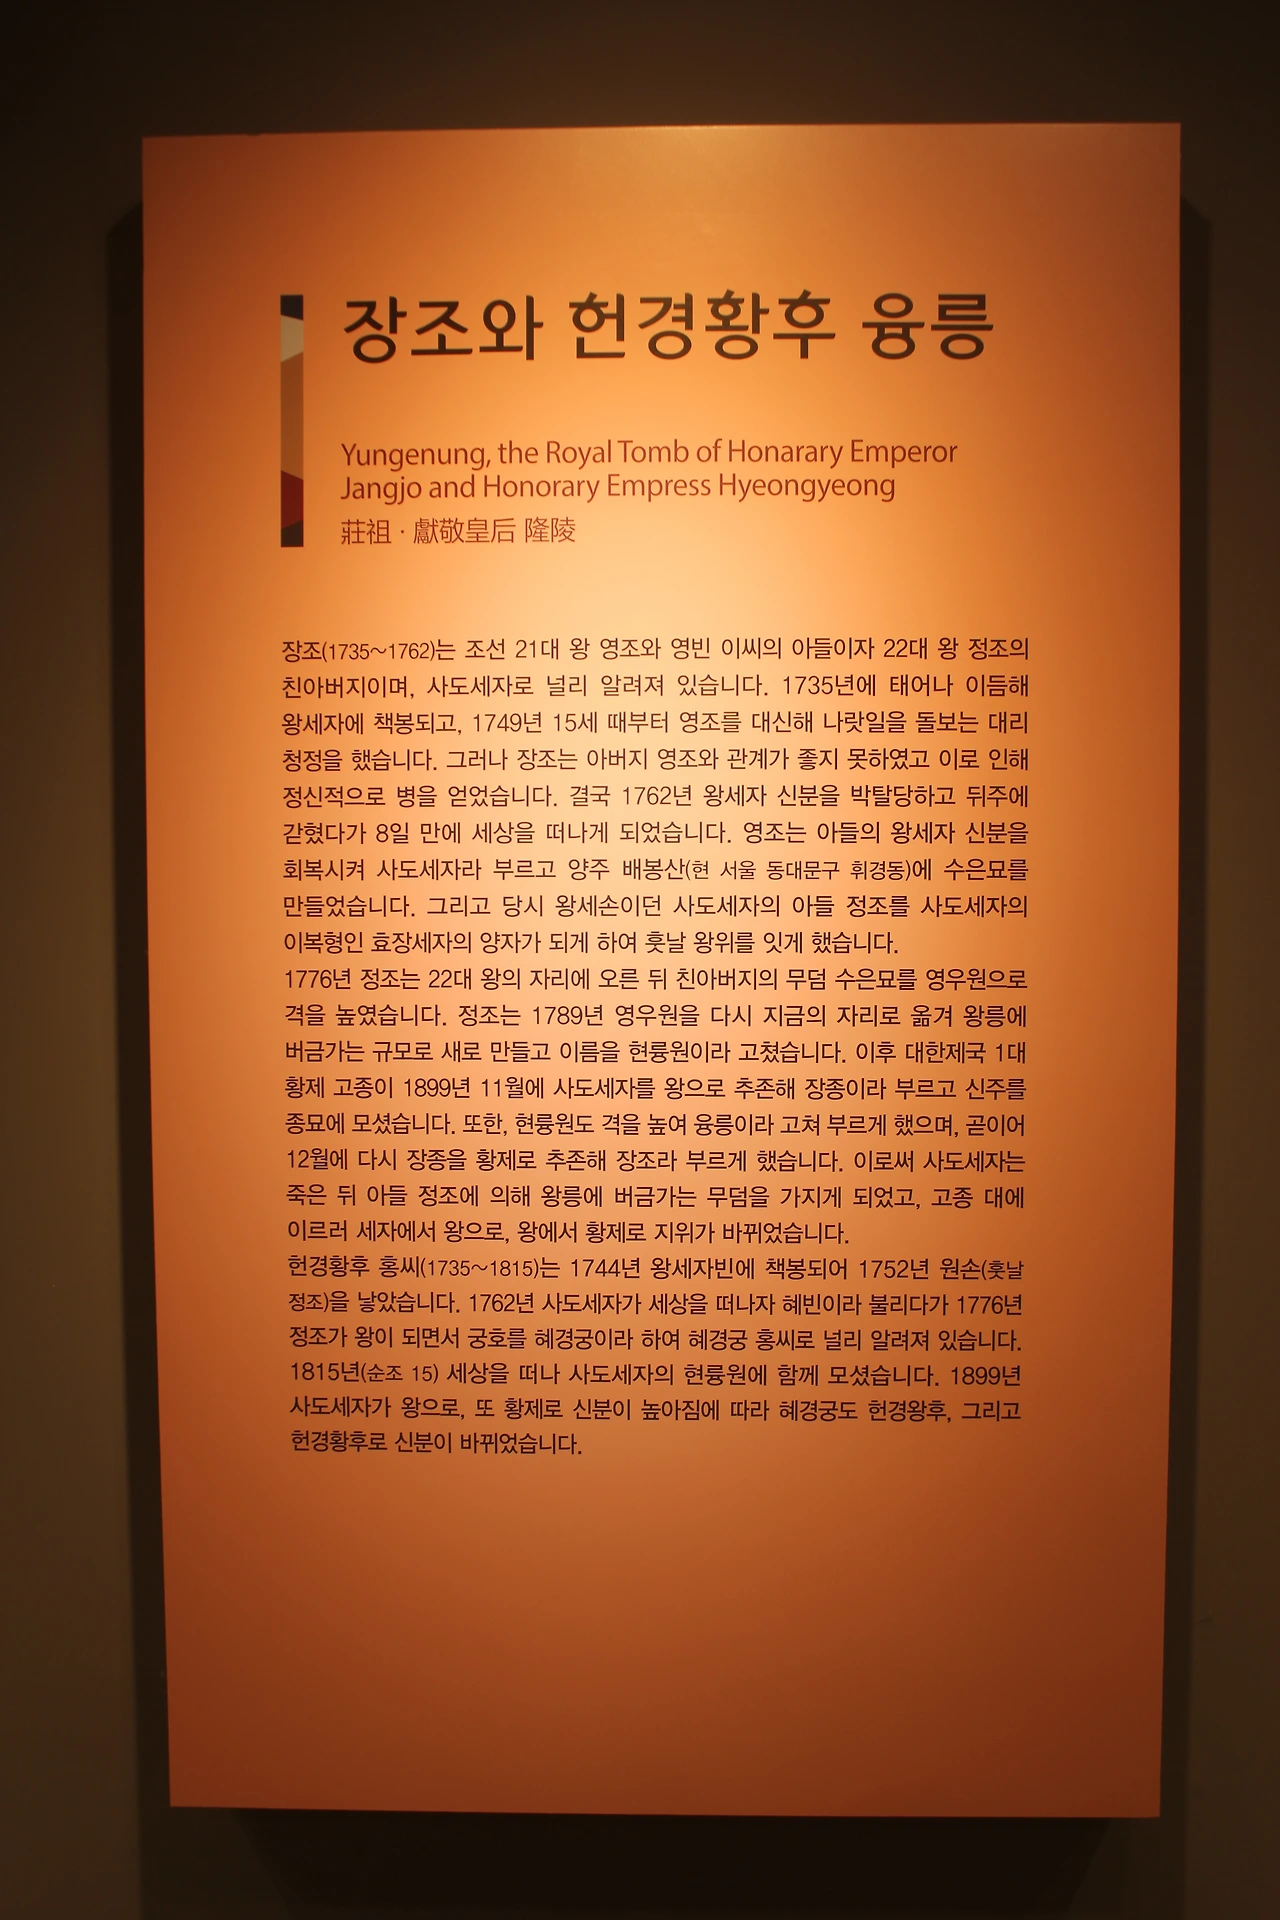 장조와 헌경황후 융릉
Yungenung, the Royal Tomb of Honarary Emperor
Jangjo and Honorary Empress Hyeongyeong
莊祖 · 獻敬皇后 隆陵
장조(1735~1762)는 조선 21대 왕 영조와 영빈 이씨의 아들이자 22대 왕 정조의
친아버지이며, 사도세자로 널리 알려져 있습니다. 1735년에 태어나 이듬해
왕세자에 책봉되고, 1749년 15세 때부터 영조를 대신해 나랏일을 돌보는 대리
청정을 했습니다. 그러나 장조는 아버지 영조와 관계가 좋지 못하였고 이로 인해
정신적으로 병을 얻었습니다. 결국 1762년 왕세자 신분을 박탈당하고 뒤주에
갇혔다가 8일 만에 세상을 떠나게 되었습니다. 영조는 아들의 왕세자 신분을
회복시켜 사도세자라 부르고 양주 배봉산(현 서울 동대문구 휘경동)에 수은묘를
만들었습니다. 그리고 당시 왕세손이던 사도세자의 아들 정조를 사도세자의
이복형인 효장세자의 양자가 되게 하여 훗날 왕위를 잇게 했습니다.
1776년 정조는 22대 왕의 자리에 오른 뒤 친아버지의 무덤 수은묘를 영우원으로
격을 높였습니다. 정조는 1789년 영우원을 다시 지금의 자리로 옮겨 왕릉에
버금가는 규모로 새로 만들고 이름을 현륭원이라 고쳤습니다. 이후 대한제국 1대
황제 고종이 1899년 11월에 사도세자를 왕으로 추존해 장종이라 부르고 신주를
종묘에 모셨습니다. 또한, 현륭원도 격을 높여 융릉이라 고쳐 부르게 했으며, 곧이어
12월에 다시 장종을 황제로 추존해 장조라 부르게 했습니다. 이로써 사도세자는
죽은 뒤 아들 정조에 의해 왕릉에 버금가는 무덤을 가지게 되었고, 고종 대에
이르러 세자에서 왕으로, 왕에서 황제로 지위가 바뀌었습니다.
헌경황후 홍씨(1735~1815)는 1744년 왕세자빈에 책봉되어 1752년 원손(훗날
정조)을 낳았습니다. 1762년 사도세자가 세상을 떠나자 혜빈이라 불리다가 1776년
정조가 왕이 되면서 궁호를 혜경궁이라 하여 혜경궁 홍씨로 널리 알려져 있습니다.
1815년(순조 15) 세상을 떠나 사도세자의 현륭원에 함께 모셨습니다. 1899년
사도세자가 왕으로, 또 황제로 신분이 높아짐에 따라 혜경궁도 헌경왕후, 그리고
헌경황후로 신분이 바뀌었습니다.